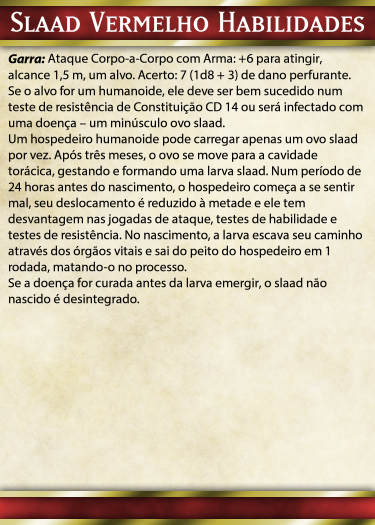 Slaad Vermelho Habilidades
Garra: Ataque Corpo-a-Corpo com Arma: +6 para atingir,
alcance 1,5 m, um alvo. Acerto: 7 (1d8 + 3) de dano perfurante.
Se o alvo for um humanoide, ele deve ser bem sucedido num
teste de resistência de Constituição CD 14 ou será infectado com
uma doença – um minúsculo ovo slaad.
Um hospedeiro humanoide pode carregar apenas um ovo slaad
por vez. Após três meses, o ovo se move para a cavidade
torácica, gestando e formando uma larva slaad. Num período de
24 horas antes do nascimento, o hospedeiro começa a se sentir
mal, seu deslocamento é reduzido à metade e ele tem
desvantagem nas jogadas de ataque, testes de habilidade e
testes de resistência. No nascimento, a larva escava seu caminho
através dos órgãos vitais e sai do peito do hospedeiro em 1
rodada, matando-o no processo.
Se a doença for curada antes da larva emergir, o slaad não
nascido é desintegrado.